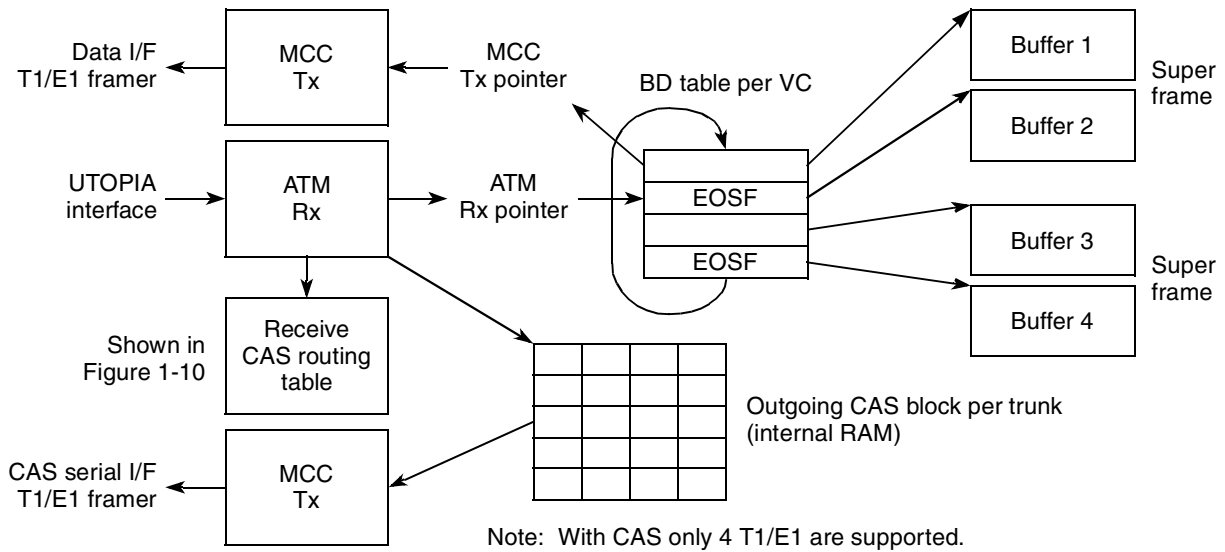 Data I/F
T1/E1 framer
MCC
Tx
MCC
Tx pointer
BD table per VC
Buffer 1
Buffer 2
Super
frame
UTOPIA
interface
ATM
Rx
ATM
Rx pointer
EOSF
EOSF
Buffer 3
Buffer 4
Super
frame
Shown in
Figure 1-10
Receive
CAS routing
table
Outgoing CAS block per trunk
(internal RAM)
CAS serial I/F
T1/E1 framer
MCC
Tx
Note: With CAS only 4 T1/E1 are supported.